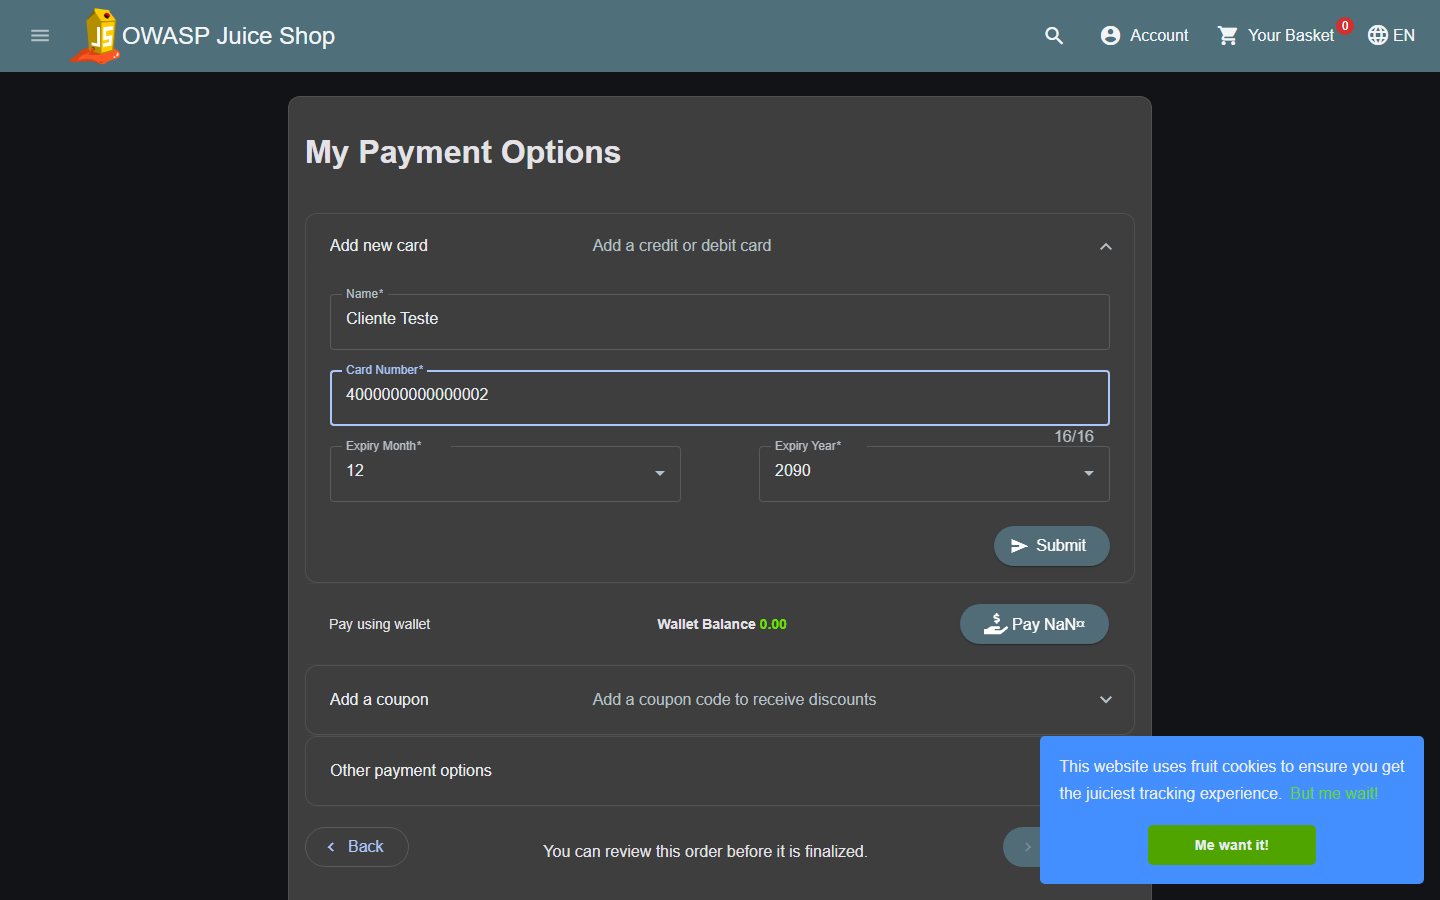 OWASP Juice Shop
Account
Your Basket
0
EN
My Payment Options
Add new card
Add a credit or debit card
Name*
Cliente Teste
Card Number*
4000000000000002
16/16
Expiry Month*
12
Expiry Year*
2090
Submit
Pay using wallet
Wallet Balance 0.00
Pay NaN¤
Add a coupon
Add a coupon code to receive discounts
Other payment options
Back
You can review this order before it is finalized.
This website uses fruit cookies to ensure you get
the juiciest tracking experience. But me wait!
Me want it!